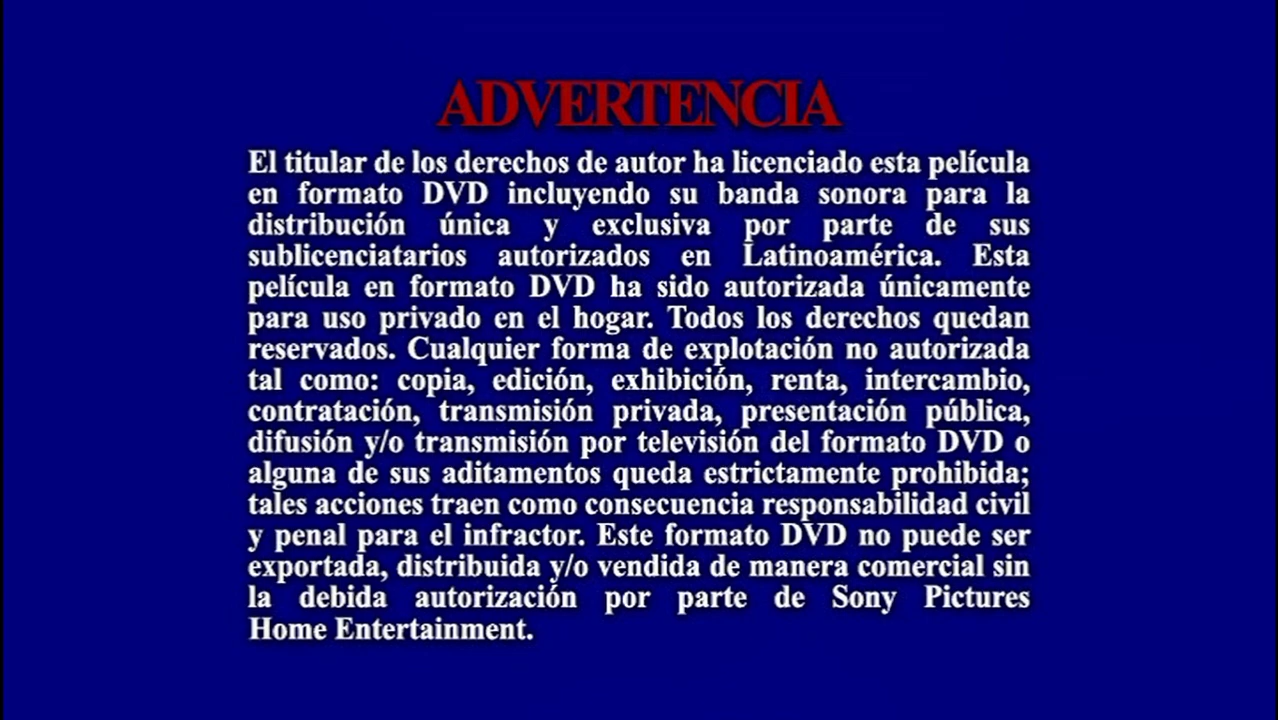 ADVERTENCIA
El titular de los derechos de autor ha licenciado esta película
en formato DVD incluyendo su banda sonora para la
distribución única y exclusiva por parte de sus
sublicenciatarios autorizados en Latinoamérica. Esta
película en formato DVD ha sido autorizada únicamente
para uso privado en el hogar. Todos los derechos quedan
reservados. Cualquier forma de explotación no autorizada
tal como: copia, edición, exhibición, renta, intercambio,
contratación, transmisión privada, presentación pública,
difusión y/o transmisión por televisión del formato DVD o
alguna de sus aditamentos queda estrictamente prohibida;
tales acciones traen como consecuencia responsabilidad civil
y penal para el infractor. Este formato DVD no puede ser
exportada, distribuida y/o vendida de manera comercial sin
la debida autorización por parte de Sony Pictures
Home Entertainment.